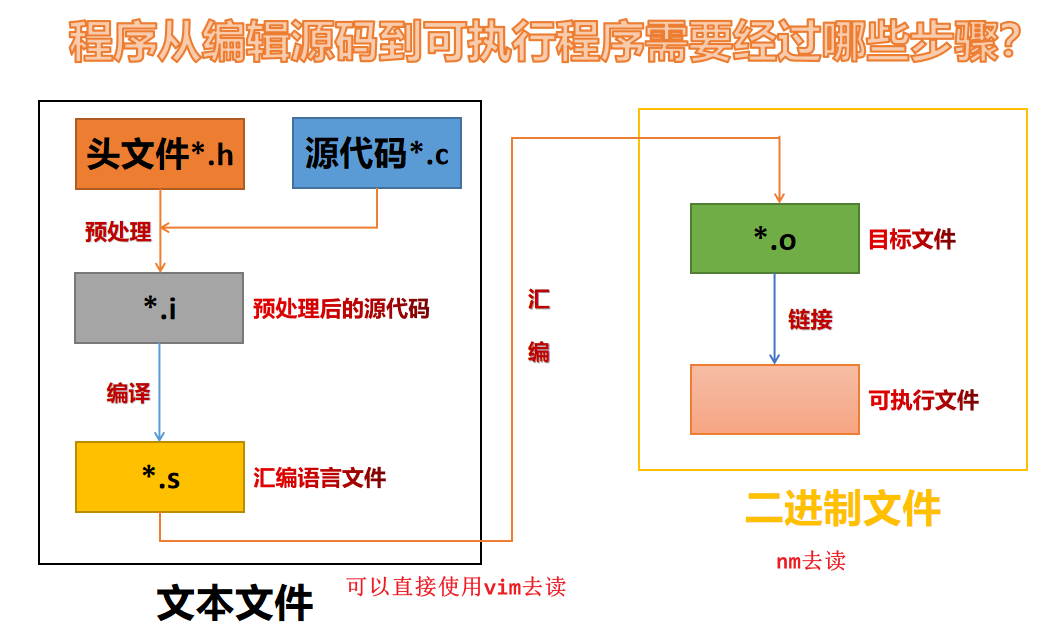 程序从编辑源码到可执行程序需要经过哪些步骤?
头文件*.h
源代码*.c
预处理
*.i
预处理后的源代码
编译
*.s
汇编语言文件
文本文件
可以直接使用vim去读
汇
编
*.o
目标文件
链接
可执行文件
二进制文件
nm去读